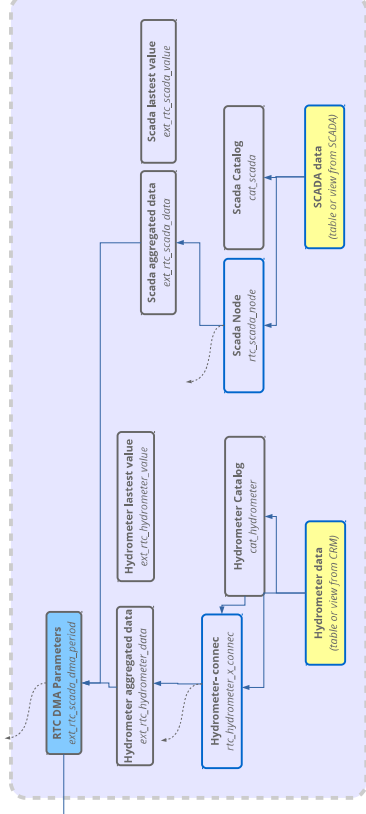 RTC DMA Parameters
ext_rtc_scada_dma_period
Hydrometer aggregated data
ext_rtc_hydrometer_data
Hydrometer lastest value
ext_rtc_hydrometer_value
Scada aggregated data
ext_rtc_scada_data
Scada lastest value
ext_rtc_scada_value
Hydrometer-connec
rtc_hydrometer_x_connec
Hydrometer Catalog
cat_hydrometer
Scada Node
rtc_scada_node
Scada Catalog
cat_scada
Hydrometer data
(table or view from CRM)
SCADA data
(table or view from SCADA)